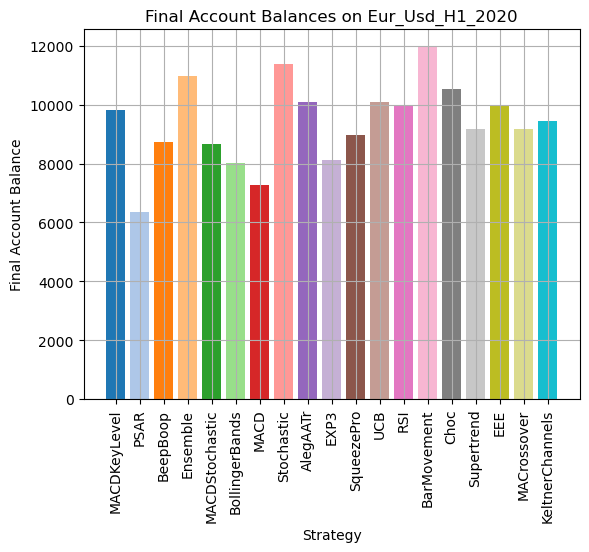 Final Account Balances on Eur_Usd_H1_2020
Final Account Balance
12000
10000
8000
6000
4000
2000
0
MACDKeyLevel
PSAR
BeepBoop
Ensemble
MACDStochastic
BollingerBands
MACD
Stochastic
AlegAATr
EXP3
SqueezePro
UCB
RSI
BarMovement
Choc
Supertrend
EEE
MACrossover
KeltnerChannels
Strategy